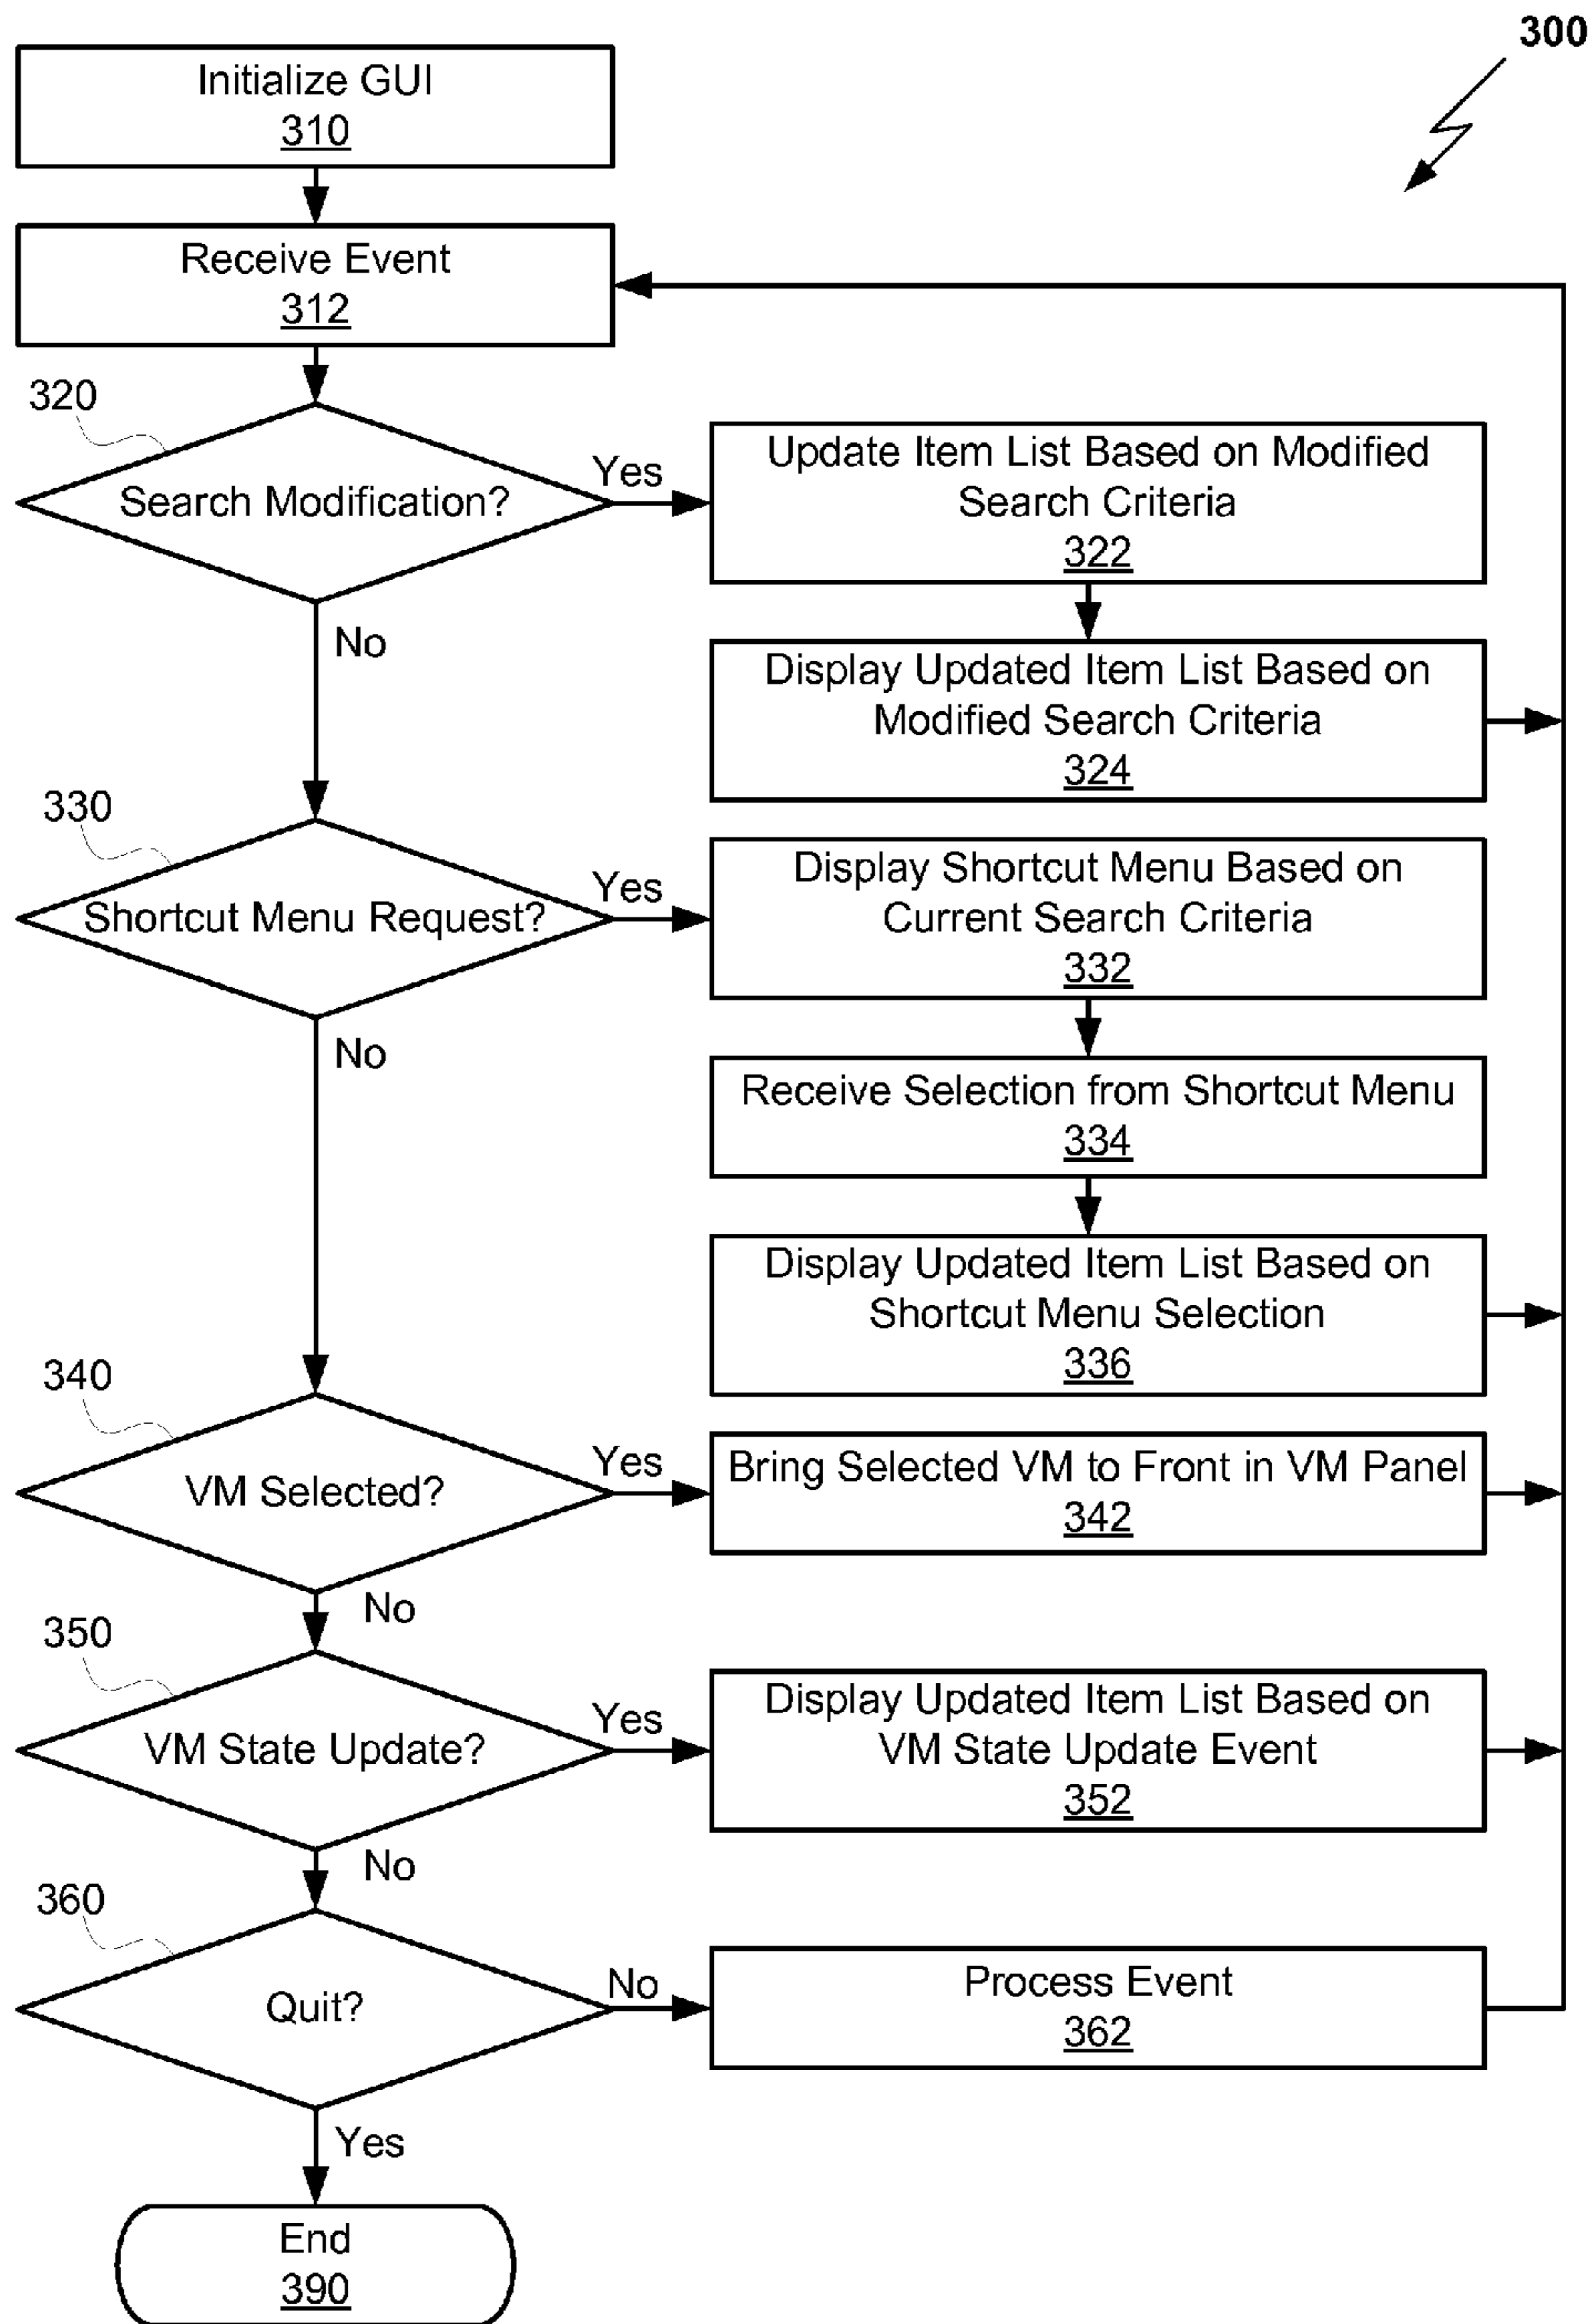 300
Initialize GUI
310
Receive Event
312
320
Search Modification?
Yes
No
Update Item List Based on Modified
Search Criteria
322
Display Updated Item List Based on
Modified Search Criteria
324
330
Shortcut Menu Request?
Yes
No
Display Shortcut Menu Based on
Current Search Criteria
332
Receive Selection from Shortcut Menu
334
Display Updated Item List Based on
Shortcut Menu Selection
336
340
VM Selected?
Yes
No
Bring Selected VM to Front in VM Panel
342
350
VM State Update?
Yes
No
Display Updated Item List Based on
VM State Update Event
352
360
Quit?
No
Yes
Process Event
362
End
390